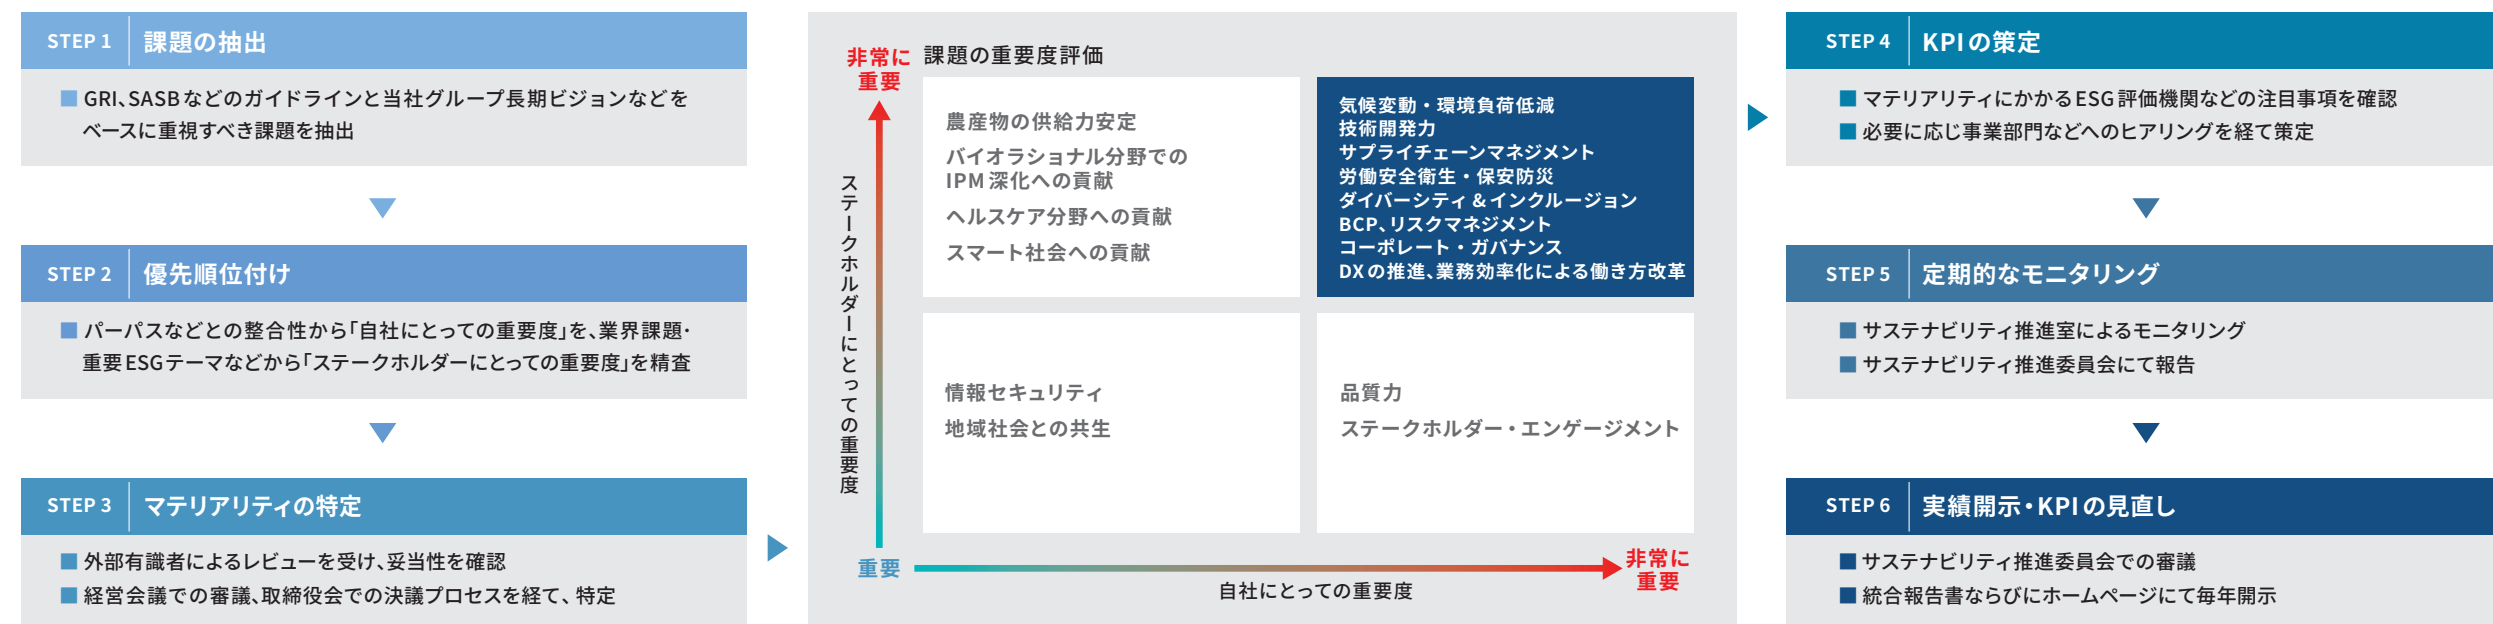 STEP 1 課題の抽出
■ GRI、SASBなどのガイドラインと当社グループ長期ビジョンなどを
ベースに重視すべき課題を抽出
STEP 2 優先順位付け
■ パーパスなどとの整合性から「自社にとっての重要度」を、業界課題・
重要ESGテーマなどから「ステークホルダーにとっての重要度」を精査
STEP 3 マテリアリティの特定
■ 外部有識者によるレビューを受け、妥当性を確認
■ 経営会議での審議、取締役会での決議プロセスを経て、特定
課題の重要度評価
非常に
重要
ステークホルダーにとっての重要度
農産物の供給力安定
バイオラショナル分野での
IPM深化への貢献
ヘルスケア分野への貢献
スマート社会への貢献
気候変動・環境負荷低減
技術開発力
サプライチェーンマネジメント
労働安全衛生・保安防災
ダイバーシティ&インクルージョン
BCP、リスクマネジメント
コーポレート・ガバナンス
DXの推進、業務効率化による働き方改革
情報セキュリティ
地域社会との共生
品質力
ステークホルダー・エンゲージメント
重要
自社にとっての重要度
非常に
重要
STEP 4 KPIの策定
■ マテリアリティにかかるESG評価機関などの注目事項を確認
■ 必要に応じ事業部門などへのヒアリングを経て策定
STEP 5 定期的なモニタリング
■ サステナビリティ推進室によるモニタリング
■ サステナビリティ推進委員会にて報告
STEP 6 実績開示・KPIの見直し
■ サステナビリティ推進委員会での審議
■ 統合報告書ならびにホームページにて毎年開示